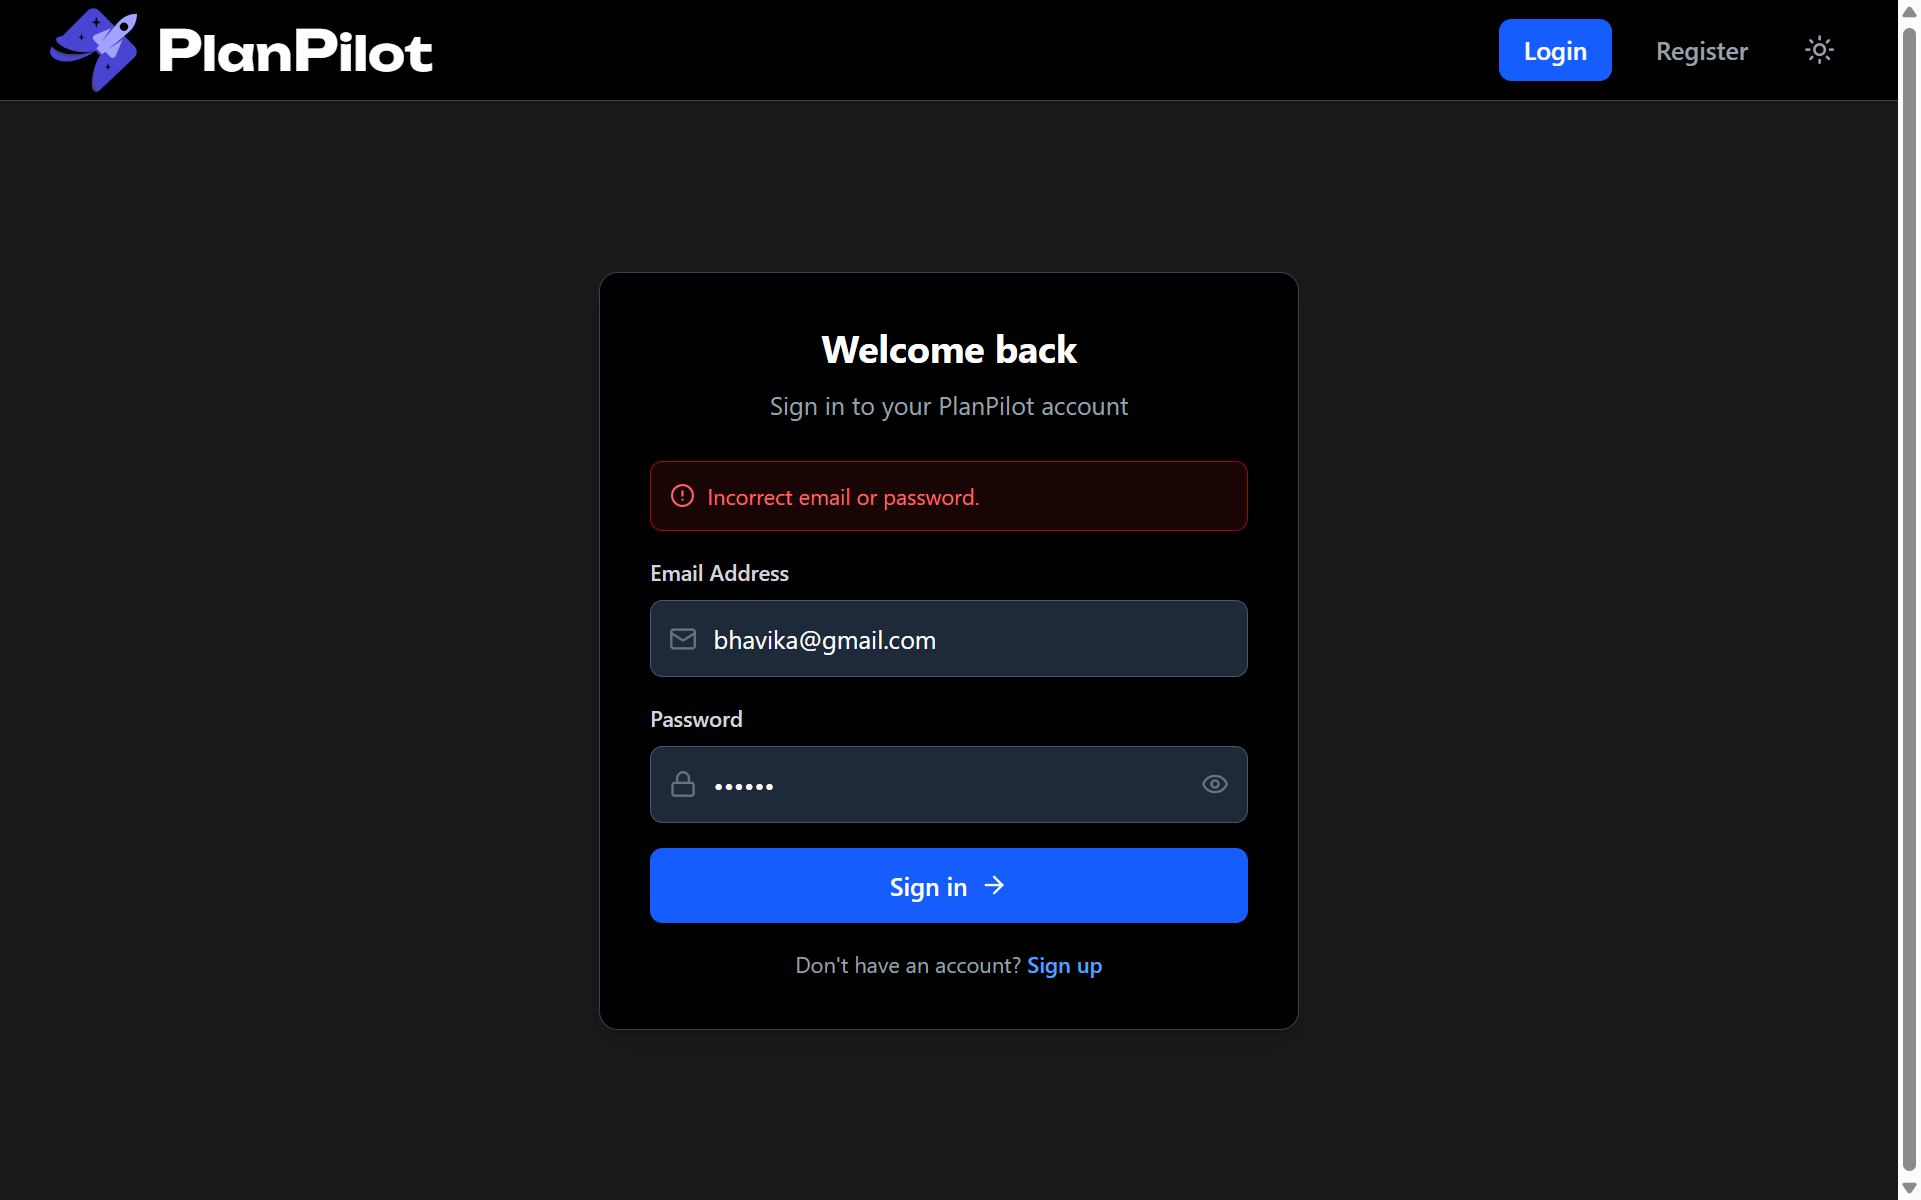 PlanPilot
Login
Register
Welcome back
Sign in to your PlanPilot account
Incorrect email or password.
Email Address
bhavika@gmail.com
Password
••••••
Sign in →
Don't have an account? Sign up